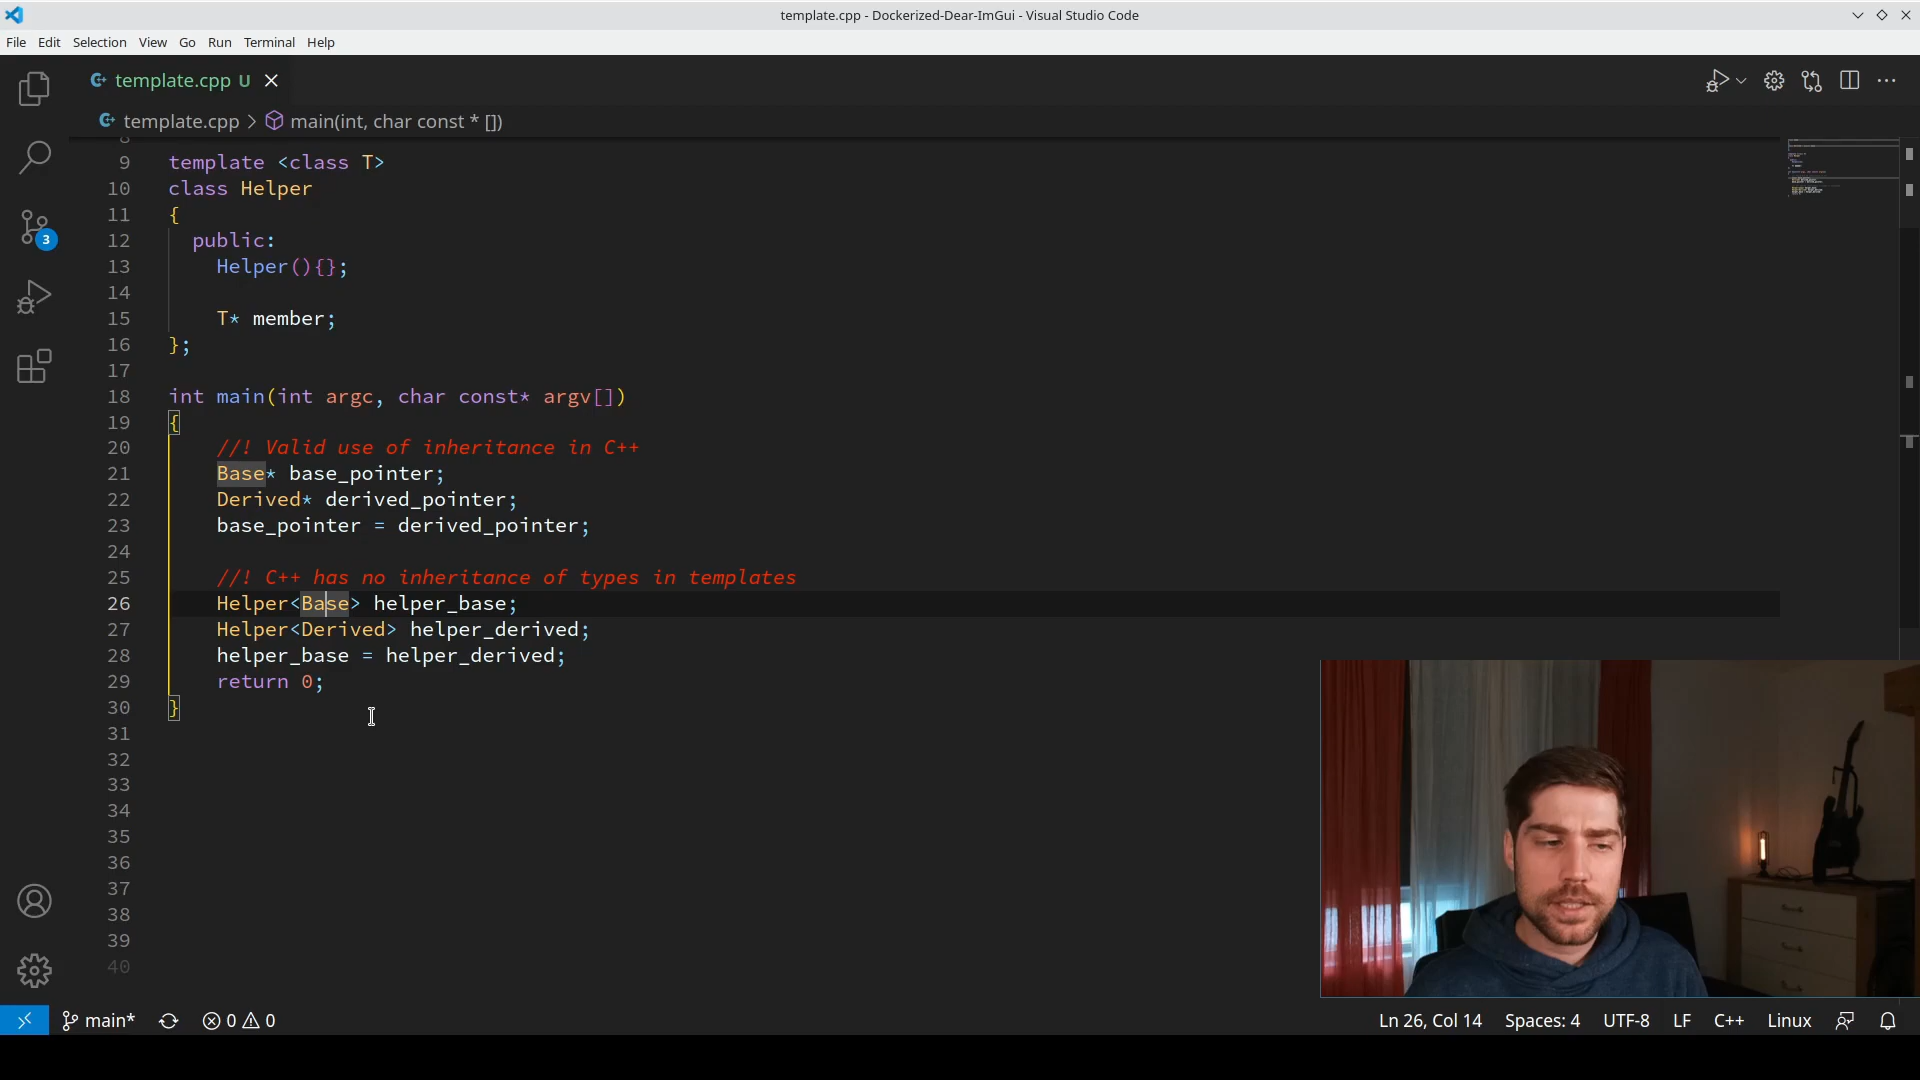 template.cpp - Dockerized-Dear-ImGui - Visual Studio Code
File Edit Selection View Go Run Terminal Help
template.cpp U
template.cpp > main(int, char const * [])
8
9 template <class T>
10 class Helper
11 {
12 public:
13 Helper(){};
14
15 T* member;
16 };
17
18 int main(int argc, char const* argv[])
19 {
20 //! Valid use of inheritance in C++
21 Base* base_pointer;
22 Derived* derived_pointer;
23 base_pointer = derived_pointer;
24
25 //! C++ has no inheritance of types in templates
26 Helper<Base> helper_base;
27 Helper<Derived> helper_derived;
28 helper_base = helper_derived;
29 return 0;
30 }
31
32
33
34
35
36
37
38
39
40
3
main* 0 0 Ln 26, Col 14 Spaces: 4 UTF-8 LF C++ Linux